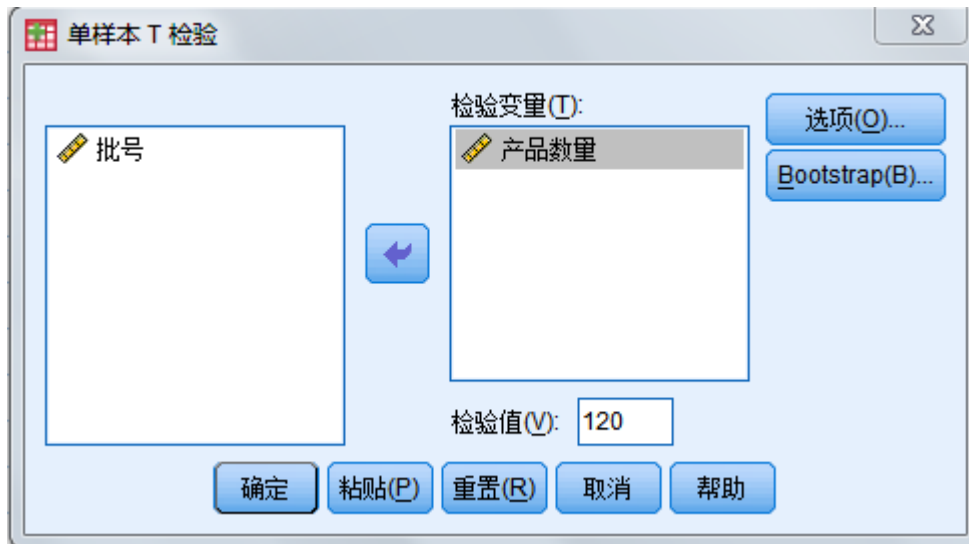 单样本 T 检验
检验变量(T):
批号
产品数量
选项(O)...
Bootstrap(B)...
检验值(V): 120
确定 粘贴(P) 重置(R) 取消 帮助